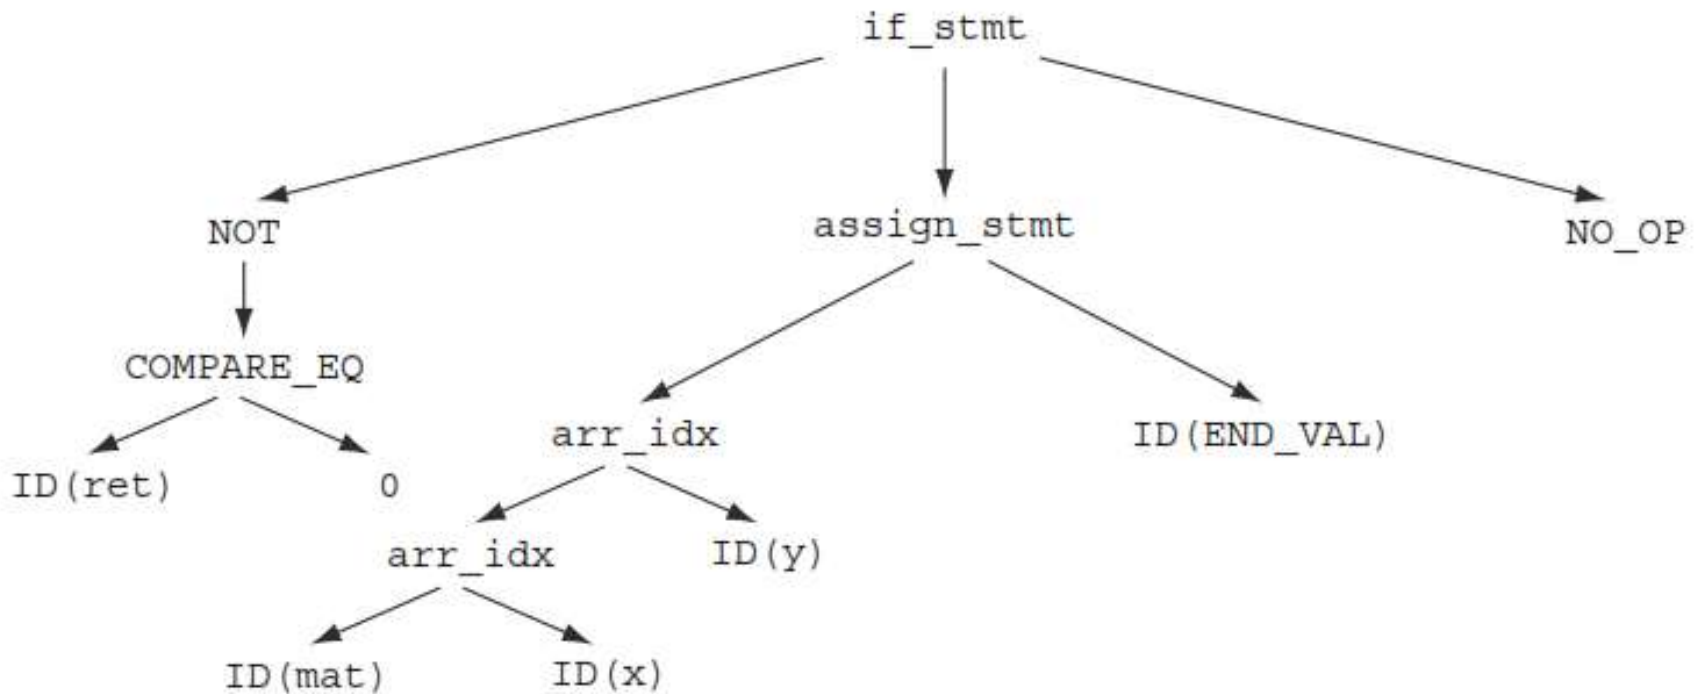 if_stmt
NOT assign_stmt NO_OP
COMPARE_EQ
arr_idx ID(END_VAL)
ID(ret) 0
arr_idx ID(y)
ID(mat) ID(x)